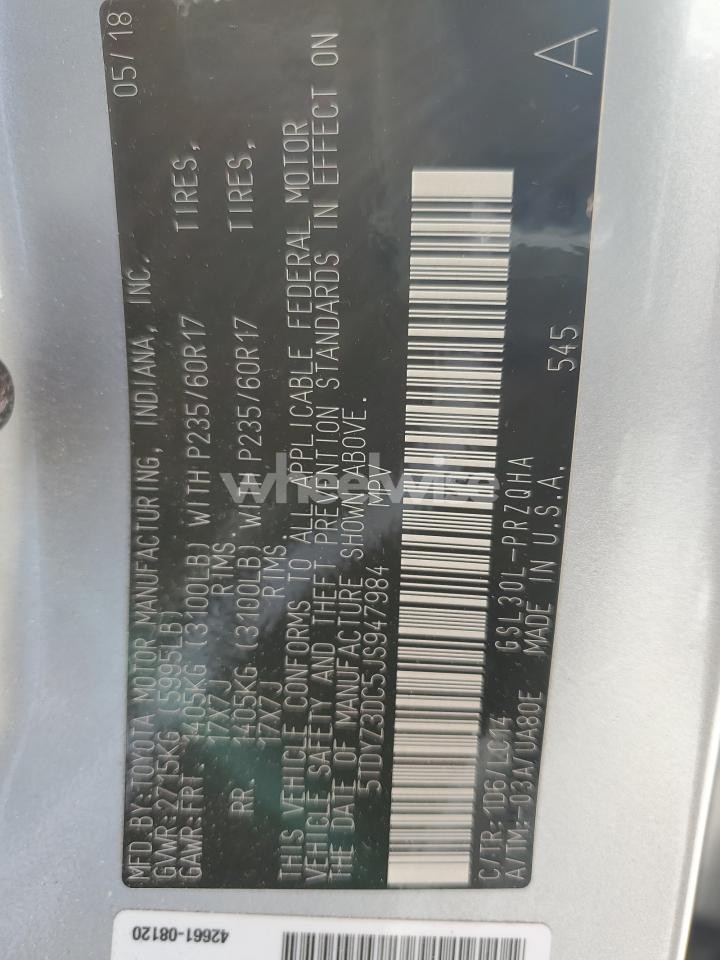 MFD.BY:TOYOTA MOTOR MANUFACTURING, INDIANA, INC. 05/18
GVWR:2715KG (5995LB)
GAWR:FRT. 1405KG (3100LB) WITH P235/60R17 TIRES,
17X7J RIMS.
RR. 1405KG (3100LB) WITH P235/60R17 TIRES,
17X7J RIMS
THIS VEHICLE CONFORMS TO ALL APPLICABLE FEDERAL MOTOR
VEHICLE SAFETY AND THEFT PREVENTION STANDARDS IN EFFECT ON
THE DATE OF MANUFACTURE SHOWN ABOVE.
5TDYZ3DC5JS947984 MPV
C/TR: 1D6/LC14 GSL30L-PRZQHA 545 A
A/TM:-03A/UA80E MADE IN U.S.A.
42661-08120
wheelwise